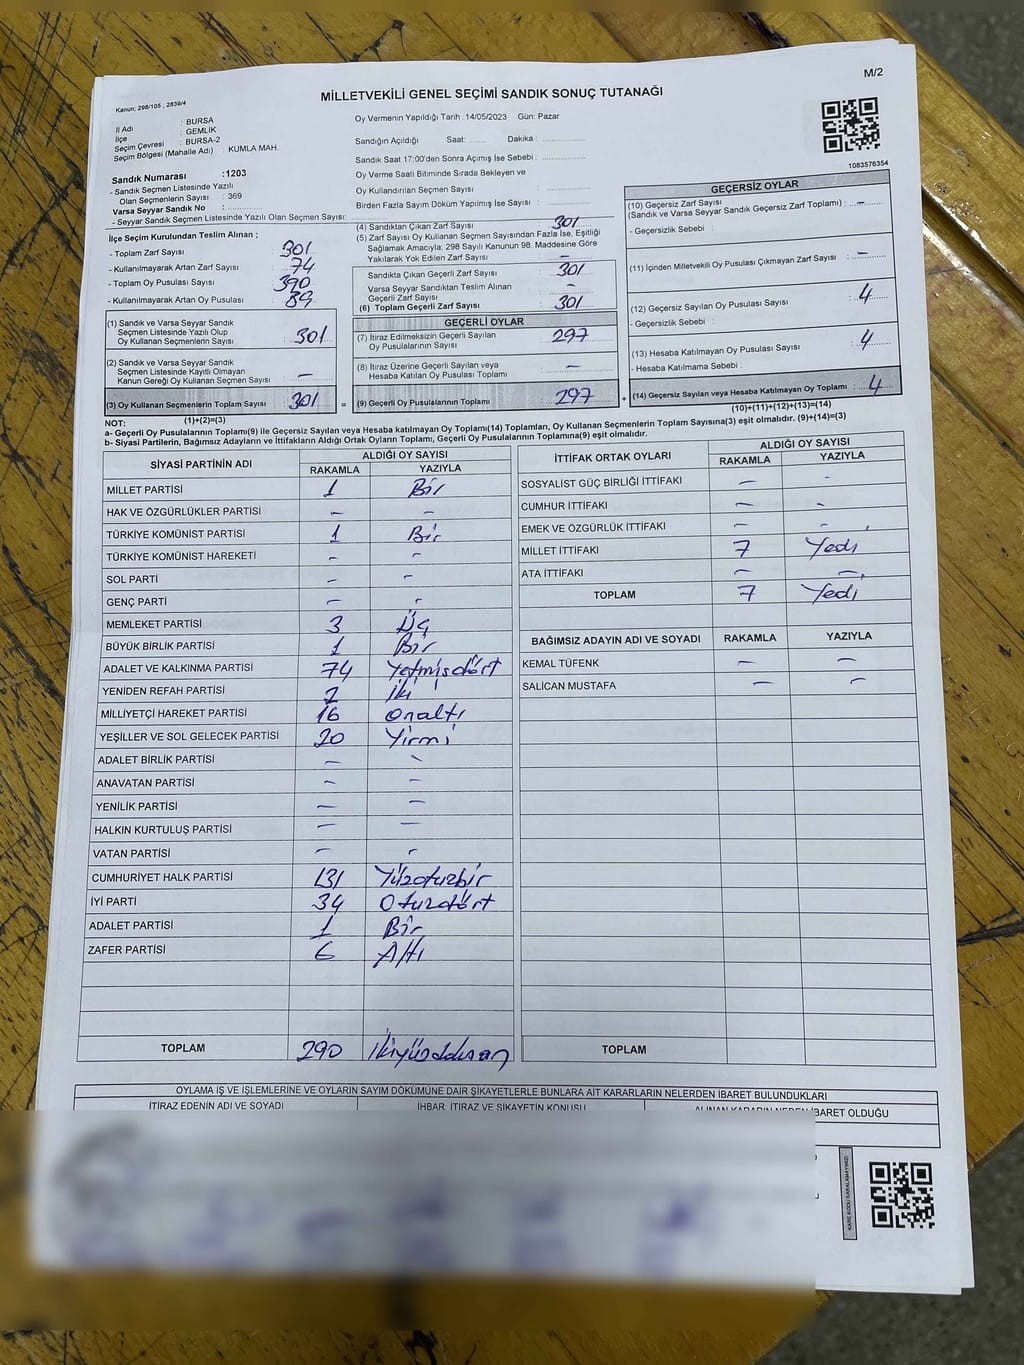 M/2
MİLLETVEKİLİ GENEL SEÇİMİ SANDIK SONUÇ TUTANAĞI
Kanun; 298/105 , 2839/4
İl Adı : BURSA
İlçe : GEMLİK
Seçim Çevresi : BURSA-2
Seçim Bölgesi (Mahalle Adı) : KUMLA MAH.
Sandık Numarası :1203
- Sandık Seçmen Listesinde Yazılı
Olan Seçmenlerin Sayısı : 369
Varsa Seyyar Sandık No :
- Seyyar Sandık Seçmen Listesinde Yazılı Olan Seçmen Sayısı:
Oy Vermenin Yapıldığı Tarih :14/05/2023 Gün: Pazar
Sandığın Açıldığı Saat: Dakika :
Sandık Saat 17:00'den Sonra Açımış İse Sebebi :
Oy Verme Saati Bitiminde Sırada Bekleyen ve
Oy Kullandırılan Seçmen Sayısı :
Birden Fazla Sayım Döküm Yapılmış İse Sayısı :
1083576354
İlçe Seçim Kurulundan Teslim Alınan ;
- Toplam Zarf Sayısı : 301
- Kullanılmayarak Artan Zarf Sayısı : 74
- Toplam Oy Pusulası Sayısı : 390
- Kullanılmayarak Artan Oy Pusulası : 89
(1) Sandık ve Varsa Seyyar Sandık
Seçmen Listesinde Yazılı Olup
Oy Kullanan Seçmenlerin Sayısı : 301
(2) Sandık ve Varsa Seyyar Sandık
Seçmen Listesinde Kayıtlı Olmayan
Kanun Gereği Oy Kullanan Seçmen Sayısı : –
(3) Oy Kullanan Seçmenlerin Toplam Sayısı : 301
(1)+(2)=(3)
(4) Sandıktan Çıkan Zarf Sayısı : 301
(5) Zarf Sayısı Oy Kullanan Seçmen Sayısından Fazla İse, Eşitliği
Sağlamak Amacıyla; 298 Sayılı Kanunun 98. Maddesine Göre
Yakılarak Yok Edilen Zarf Sayısı : –
Sandıkta Çıkan Geçerli Zarf Sayısı : 301
Varsa Seyyar Sandıktan Teslim Alınan
Geçerli Zarf Sayısı : –
(6) Toplam Geçerli Zarf Sayısı : 301
GEÇERLİ OYLAR
(7) İtiraz Edilmeksizin Geçerli Sayılan
Oy Pusulalarının Sayısı : 297
(8) İtiraz Üzerine Geçerli Sayılan veya
Hesaba Katılan Oy Pusulası Toplamı : –
= (9) Geçerli Oy Pusulalarının Toplamı : 297 +
GEÇERSİZ OYLAR
(10) Geçersiz Zarf Sayısı
(Sandık ve Varsa Seyyar Sandık Geçersiz Zarf Toplamı) : –
- Geçersizlik Sebebi :
(11) İçinden Milletvekili Oy Pusulası Çıkmayan Zarf Sayısı : –
(12) Geçersiz Sayılan Oy Pusulası Sayısı : 4
- Geçersizlik Sebebi :
(13) Hesaba Katılmayan Oy Pusulası Sayısı : 4
- Hesaba Katılmama Sebebi :
(14) Geçersiz Sayılan veya Hesaba Katılmayan Oy Toplamı : 4
(10)+(11)+(12)+(13)=(14)
NOT:
a- Geçerli Oy Pusulalarının Toplamı(9) ile Geçersiz Sayılan veya Hesaba katılmayan Oy Toplamı(14) Toplamları, Oy Kullanan Seçmenlerin Toplam Sayısına(3) eşit olmalıdır. (9)+(14)=(3)
b- Siyasi Partilerin, Bağımsız Adayların ve İttifakların Aldığı Ortak Oyların Toplamı, Geçerli Oy Pusulalarının Toplamına(9) eşit olmalıdır.
SİYASİ PARTİNİN ADI ALDIĞI OY SAYISI
RAKAMLA YAZIYLA
MİLLET PARTİSİ 1 Bir
HAK VE ÖZGÜRLÜKLER PARTİSİ – –
TÜRKİYE KOMÜNİST PARTİSİ 1 Bir
TÜRKİYE KOMÜNİST HAREKETİ – –
SOL PARTİ – –
GENÇ PARTİ – –
MEMLEKET PARTİSİ 3 Üç
BÜYÜK BİRLİK PARTİSİ 1 Bir
ADALET VE KALKINMA PARTİSİ 74 Yetmişdört
YENİDEN REFAH PARTİSİ 2 İki
MİLLİYETÇİ HAREKET PARTİSİ 16 Onaltı
YEŞİLLER VE SOL GELECEK PARTİSİ 20 Yirmi
ADALET BİRLİK PARTİSİ – –
ANAVATAN PARTİSİ – –
YENİLİK PARTİSİ – –
HALKIN KURTULUŞ PARTİSİ – –
VATAN PARTİSİ – –
CUMHURİYET HALK PARTİSİ 131 Yüzotuzbir
İYİ PARTİ 34 Otuzdört
ADALET PARTİSİ 1 Bir
ZAFER PARTİSİ 6 Altı
TOPLAM 290 İkiyüzdoksan
İTTİFAK ORTAK OYLARI ALDIĞI OY SAYISI
RAKAMLA YAZIYLA
SOSYALİST GÜÇ BİRLİĞİ İTTİFAKI – –
CUMHUR İTTİFAKI – –
EMEK VE ÖZGÜRLÜK İTTİFAKI – –
MİLLET İTTİFAKI 7 Yedi
ATA İTTİFAKI – –
TOPLAM 7 Yedi
BAĞIMSIZ ADAYIN ADI VE SOYADI RAKAMLA YAZIYLA
KEMAL TÜFENK – –
SALİCAN MUSTAFA – –
TOPLAM
OYLAMA İŞ VE İŞLEMLERİNE VE OYLARIN SAYIM DÖKÜMÜNE DAİR ŞİKAYETLERLE BUNLARA AİT KARARLARIN NELERDEN İBARET BULUNDUKLARI
İTİRAZ EDENİN ADI VE SOYADI İHBAR, İTİRAZ VE ŞİKAYETİN KONUSU ALINAN KARARIN NEDEN İBARET OLDUĞU